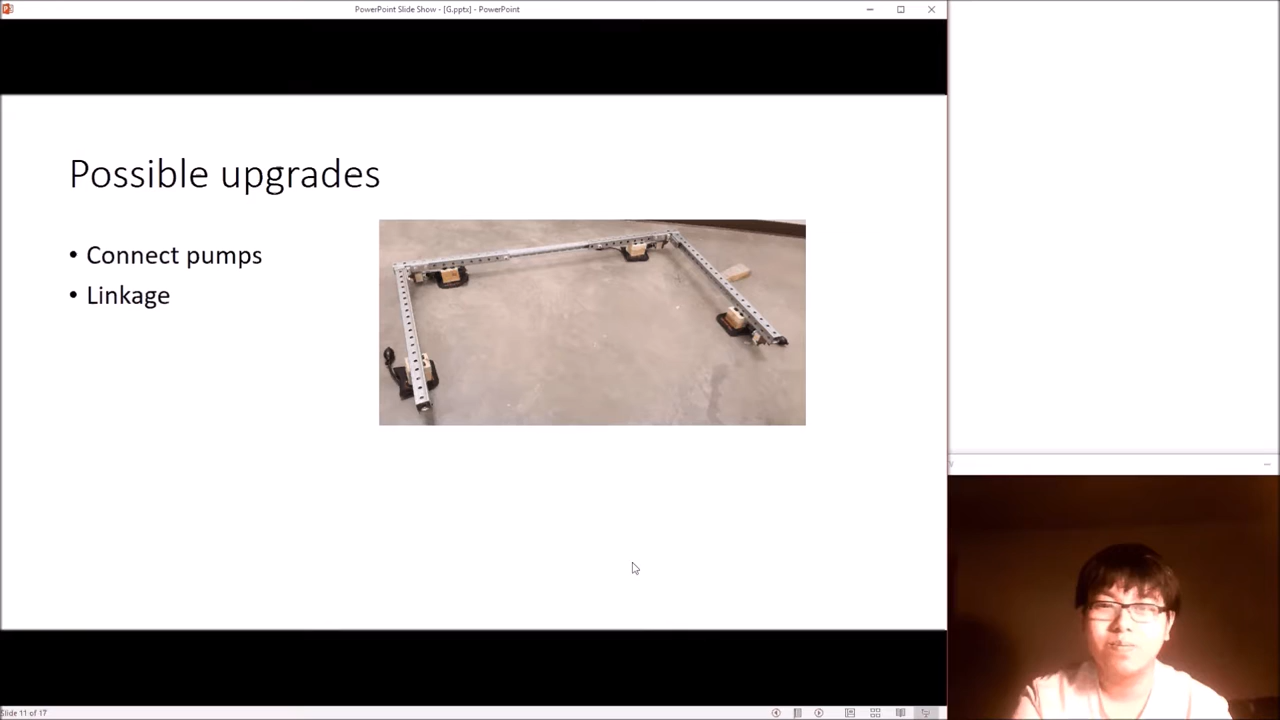 PowerPoint Slide Show - [G.pptx] - PowerPoint
Possible upgrades
• Connect pumps
• Linkage
Slide 11 of 17